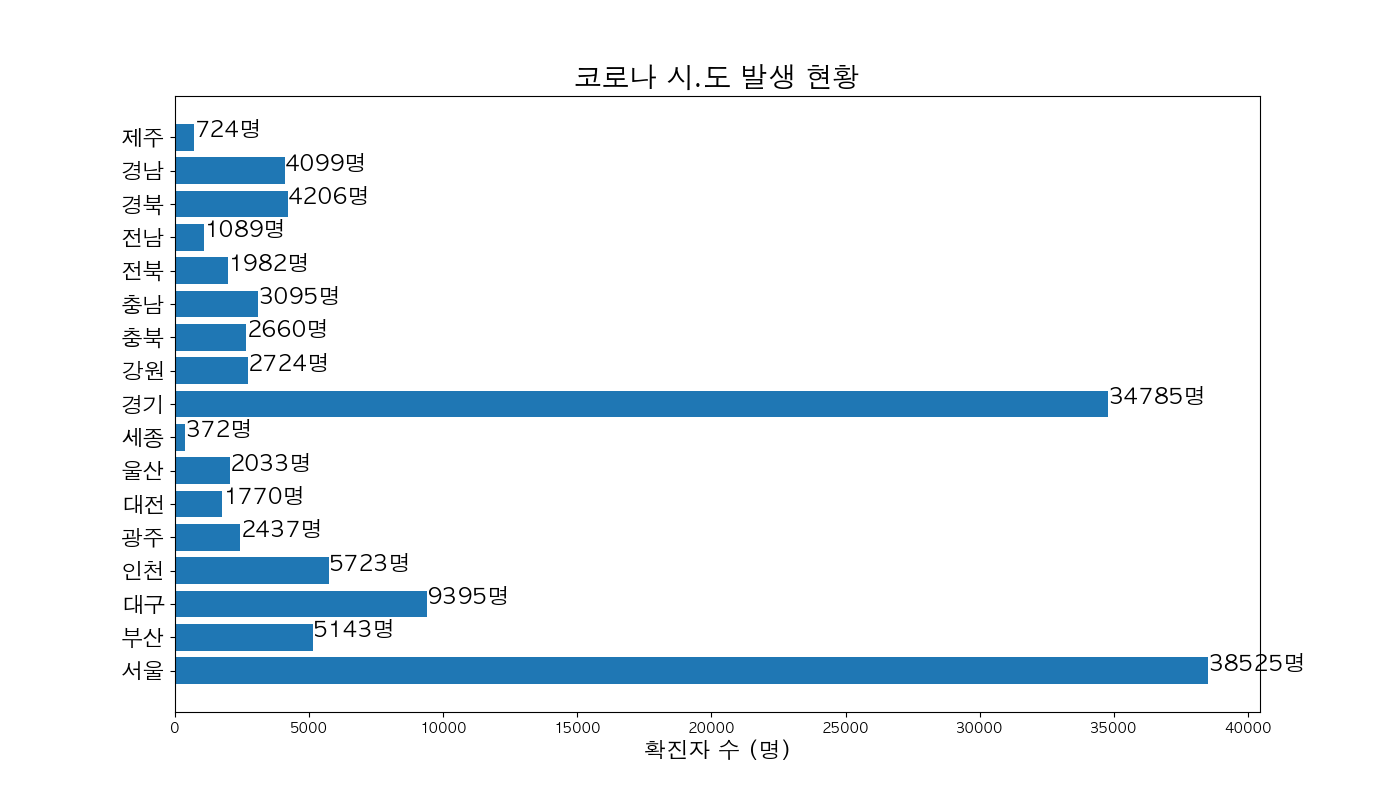 코로나 시.도 발생 현황
제주 724명
경남 4099명
경북 4206명
전남 1089명
전북 1982명
충남 3095명
충북 2660명
강원 2724명
경기 34785명
세종 372명
울산 2033명
대전 1770명
광주 2437명
인천 5723명
대구 9395명
부산 5143명
서울 38525명
0 5000 10000 15000 20000 25000 30000 35000 40000
확진자 수 (명)